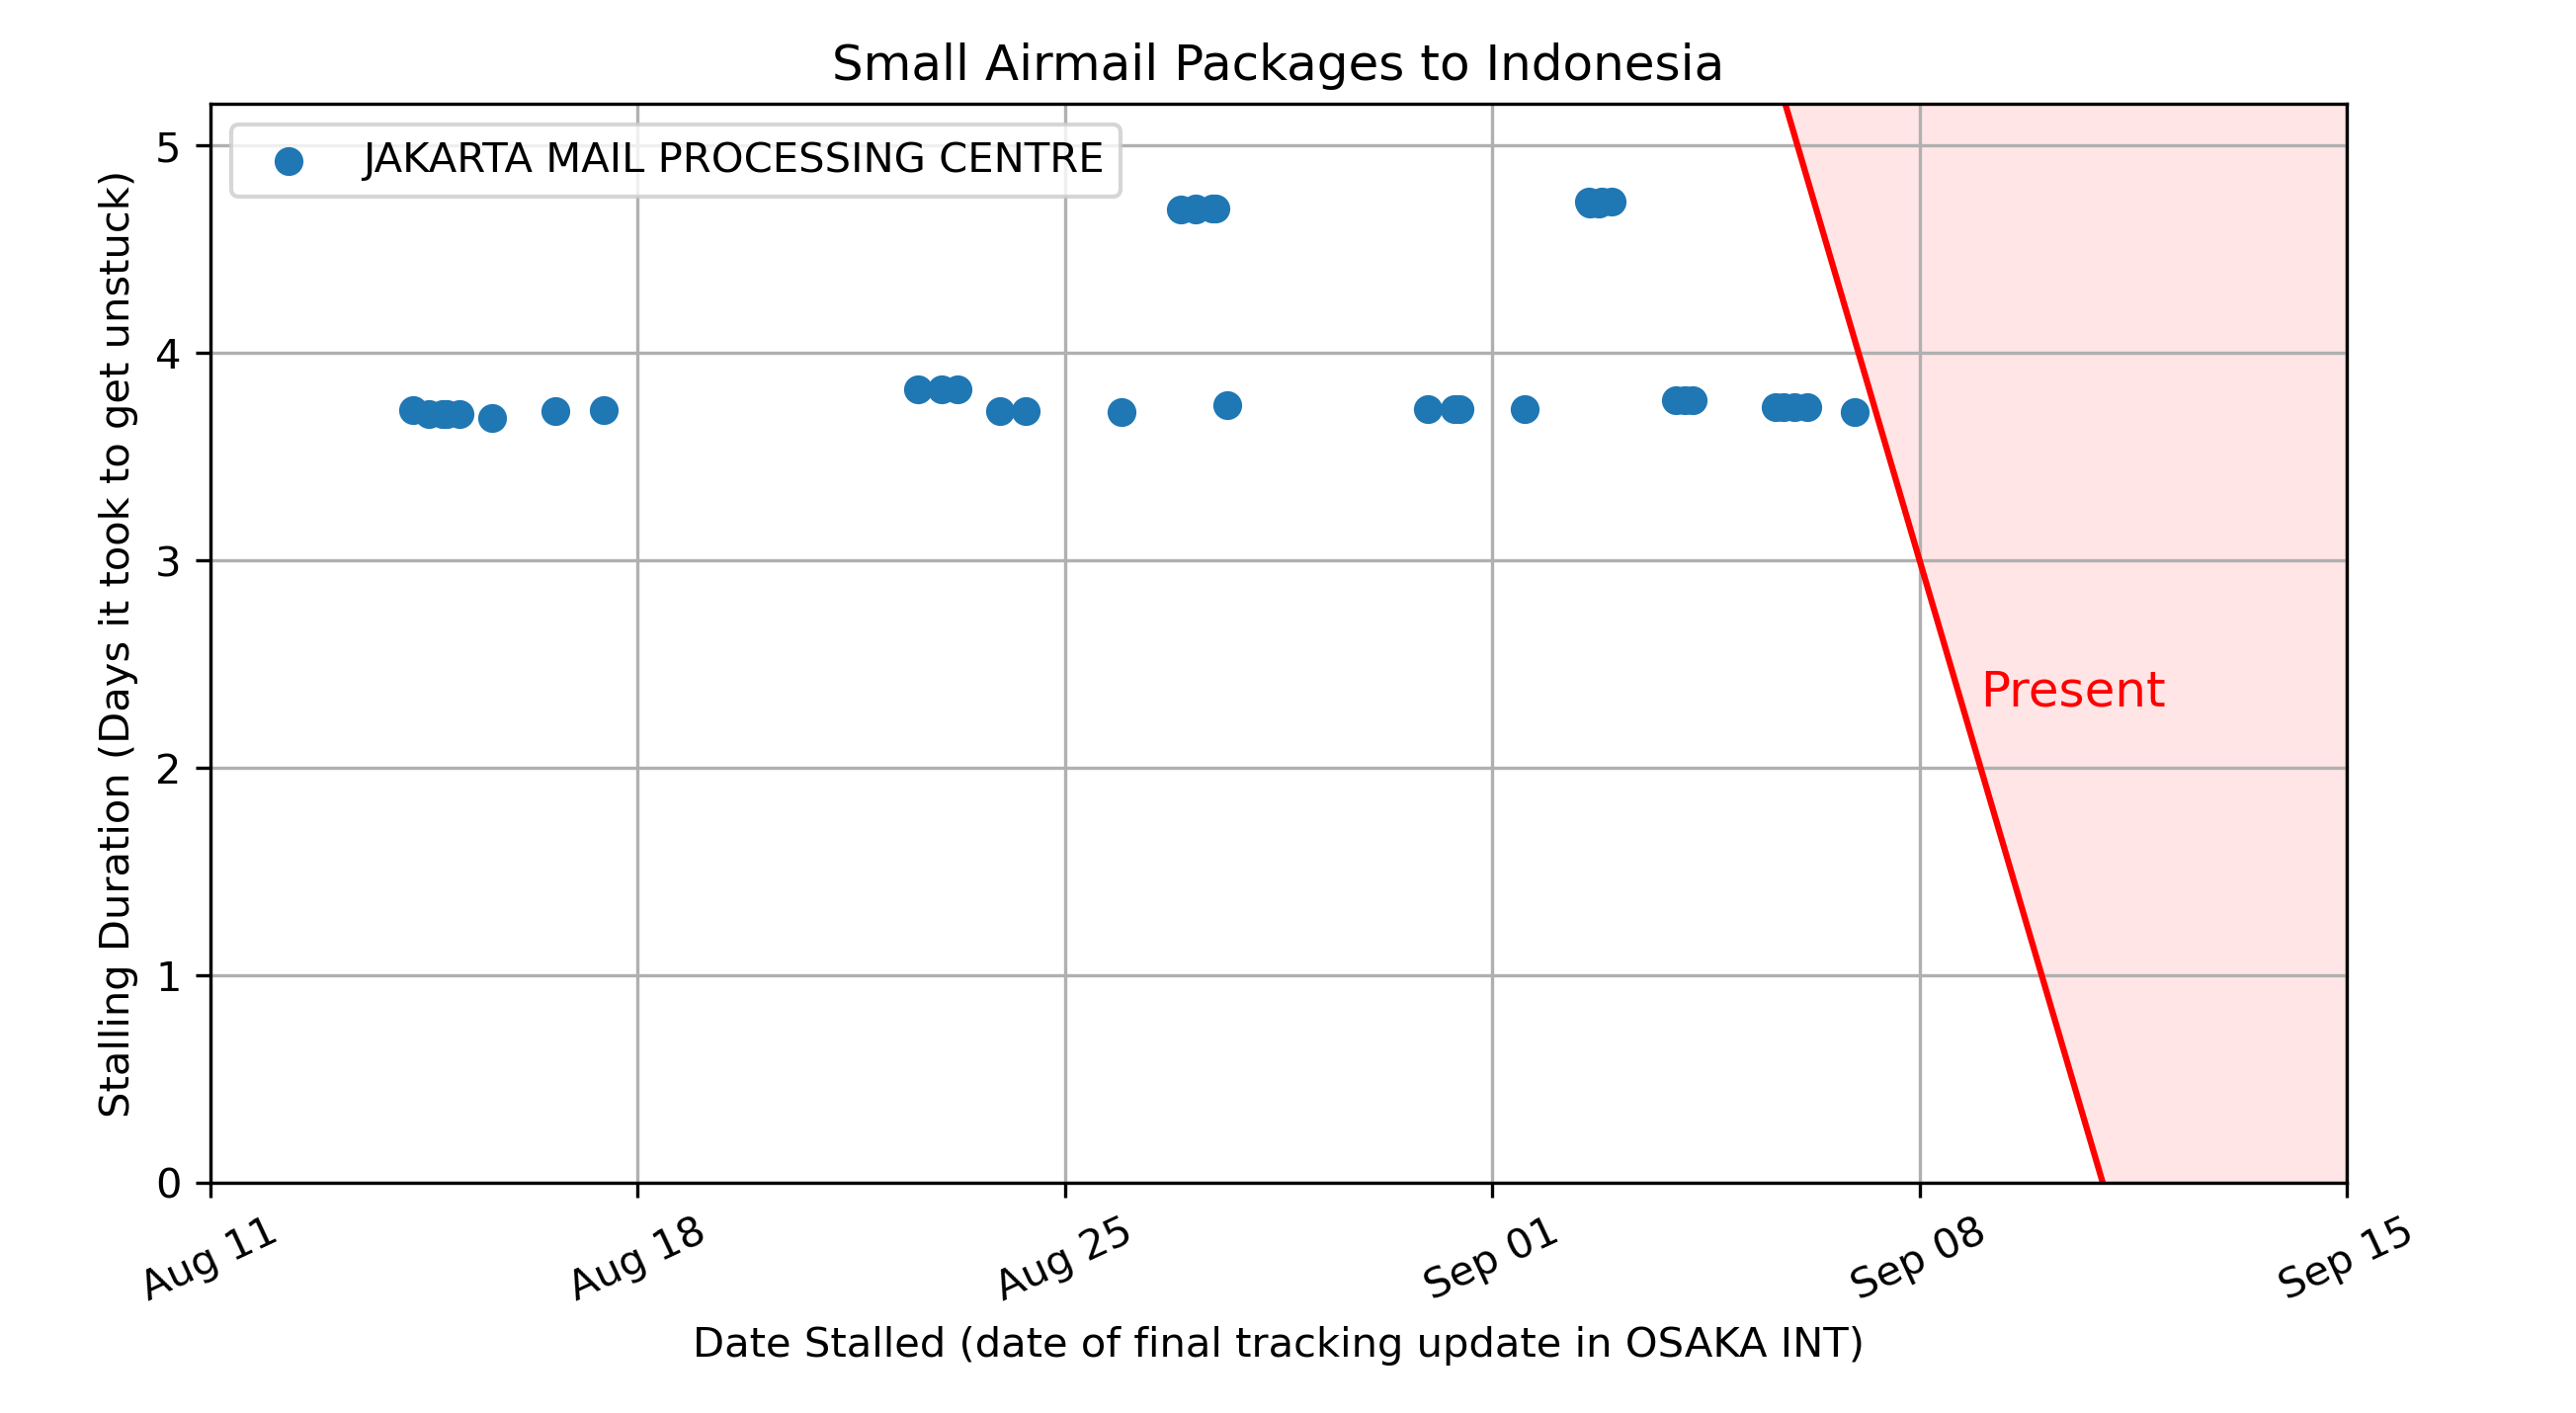 Small Airmail Packages to Indonesia
JAKARTA MAIL PROCESSING CENTRE
Stalling Duration (Days it took to get unstuck)
5
4
3
2
1
0
Present
Aug 11
Aug 18
Aug 25
Sep 01
Sep 08
Sep 15
Date Stalled (date of final tracking update in OSAKA INT)